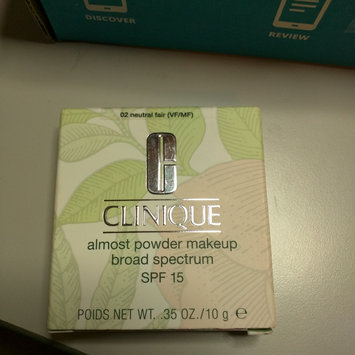 DISCOVER
REVIEW
02 neutral fair (VF/MF)
CLINIQUE
almost powder makeup
broad spectrum
SPF 15
POIDS NET WT. .35 OZ./10 g ℮